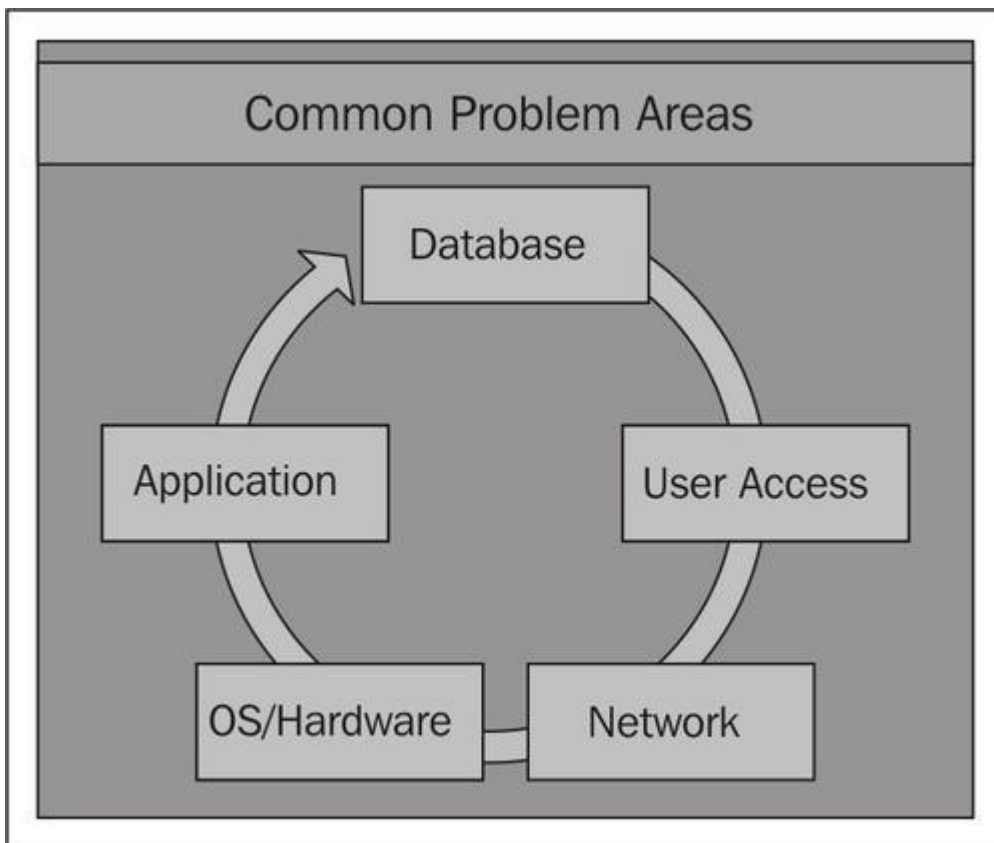 Common Problem Areas
Database
Application
User Access
OS/Hardware
Network